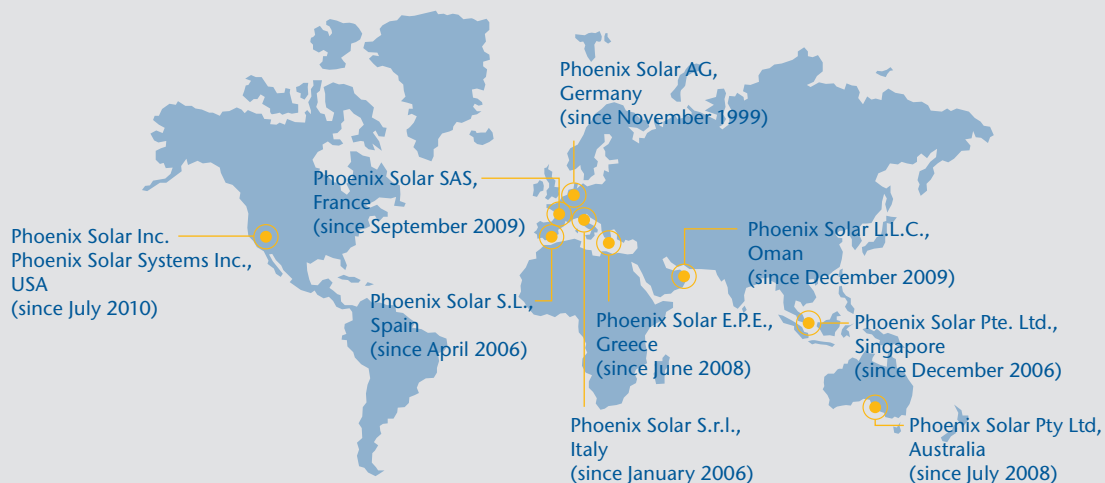 Phoenix Solar AG,
Germany
(since November 1999)
Phoenix Solar SAS,
France
(since September 2009)
Phoenix Solar Inc.
Phoenix Solar Systems Inc.,
USA
(since July 2010)
Phoenix Solar L.L.C.,
Oman
(since December 2009)
Phoenix Solar S.L.,
Spain
(since April 2006)
Phoenix Solar E.P.E.,
Greece
(since June 2008)
Phoenix Solar Pte. Ltd.,
Singapore
(since December 2006)
Phoenix Solar S.r.l.,
Italy
(since January 2006)
Phoenix Solar Pty Ltd,
Australia
(since July 2008)